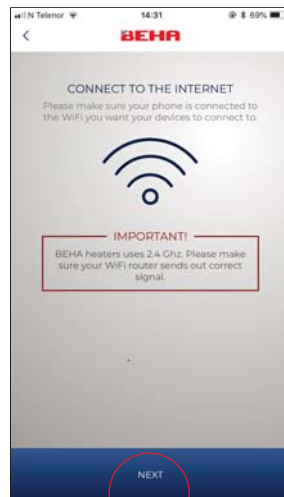 N Telenor 14:31 69%
BEHA
CONNECT TO THE INTERNET
Please make sure your phone is connected to
the WiFi you want your devices to connect to.
IMPORTANT!
BEHA heaters uses 2.4 Ghz. Please make
sure your WiFi router sends out correct
signal.
NEXT